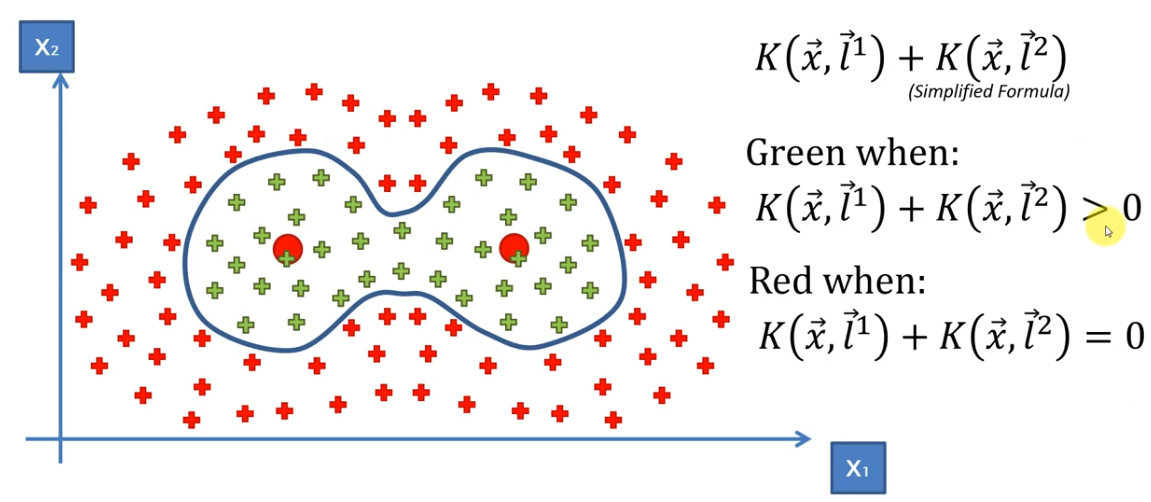 X₂
K(x⃗, l⃗¹) + K(x⃗, l⃗²)
(Simplified Formula)
Green when:
K(x⃗, l⃗¹) + K(x⃗, l⃗²) > 0
Red when:
K(x⃗, l⃗¹) + K(x⃗, l⃗²) = 0
X₁